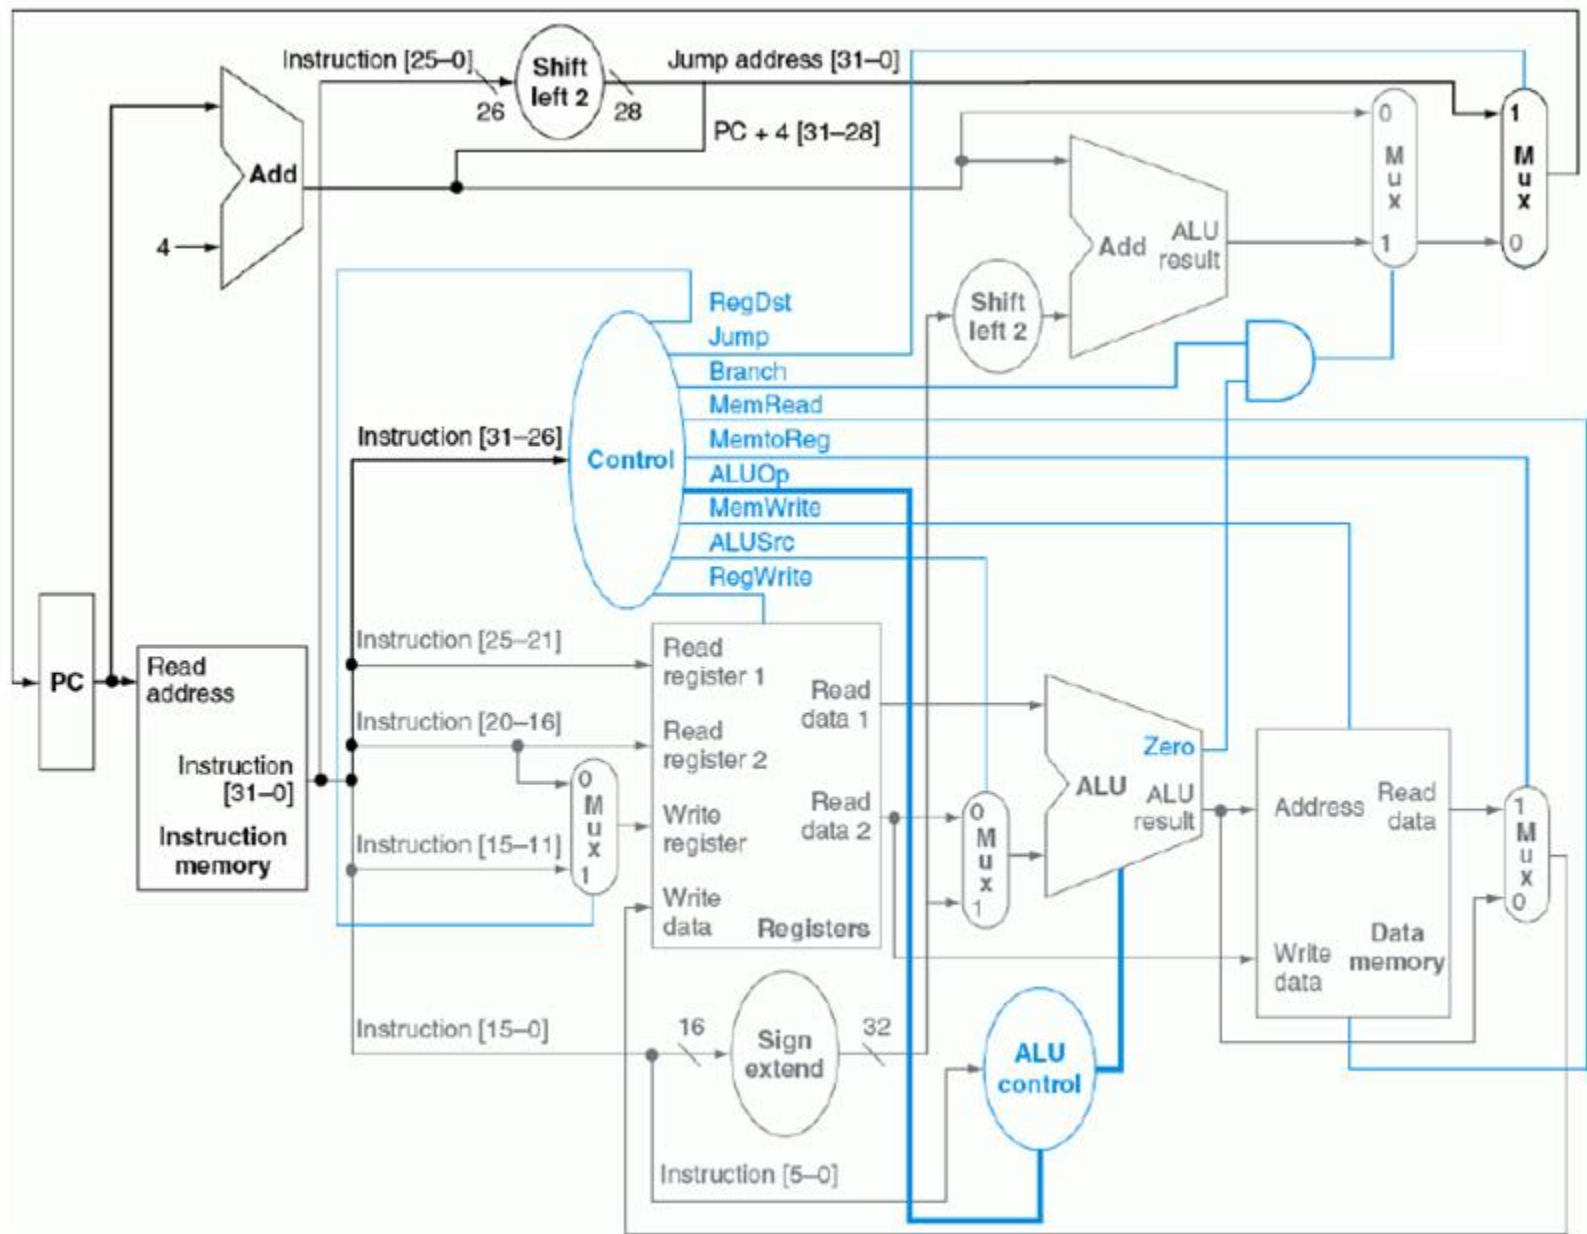 Instruction [25–0]
26
Shift
left 2
28
Jump address [31–0]
PC + 4 [31–28]
Add
4
0
M
u
x
1
1
M
u
x
0
Add
ALU
result
Shift
left 2
RegDst
Jump
Branch
MemRead
MemtoReg
ALUOp
MemWrite
ALUSrc
RegWrite
Instruction [31–26]
Control
PC
Read
address
Instruction
[31–0]
Instruction
memory
Instruction [25–21]
Instruction [20–16]
Instruction [15–11]
0
M
u
x
1
Read
register 1
Read
register 2
Write
register
Write
data
Read
data 1
Read
data 2
Registers
0
M
u
x
1
Zero
ALU
ALU
result
Address
Read
data
Write
data
Data
memory
1
M
u
x
0
Instruction [15–0]
16
Sign
extend
32
ALU
control
Instruction [5–0]